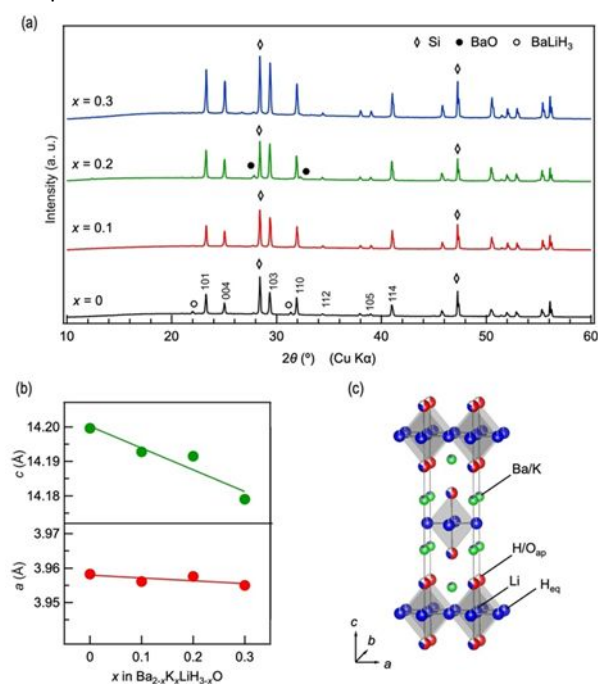 (a)
Si
BaO
BaLiH₃
x = 0.3
x = 0.2
x = 0.1
x = 0
Intensity (a. u.)
101
004
103
110
112
105
114
10
20
30
40
50
60
2θ (°) (Cu Kα)
(b)
14.20
14.19
14.18
c (Å)
3.97
3.96
3.95
a (Å)
0
0.1
0.2
0.3
x in Ba₂₋ₓKₓLiH₃₋ₓO
(c)
Ba/K
H/Oₐₚ
Li
H_eq
c
b
a